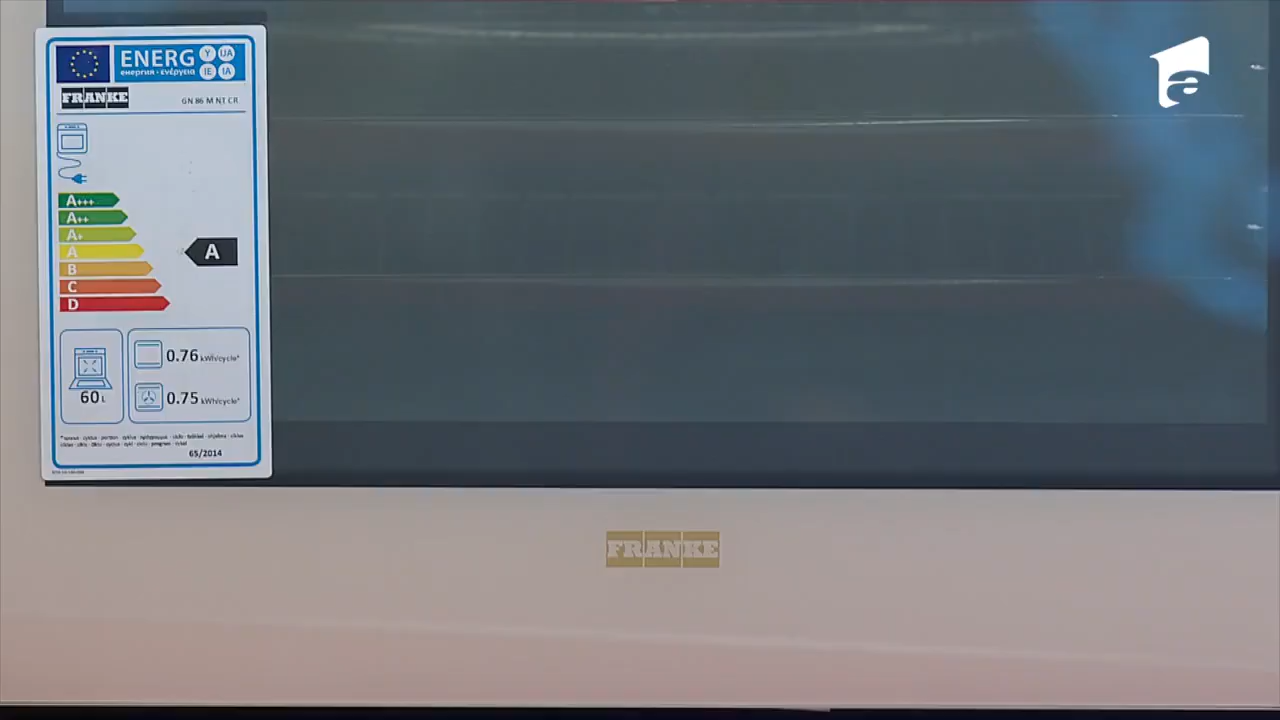 ENERG Y UA
енергия · ενέργεια IE IA
FRANKE
GN 86 M NT CR
A+++
A++
A+
A
A
B
C
D
0.76 kWh/cycle*
60 L
0.75 kWh/cycle*
65/2014
FRANKE